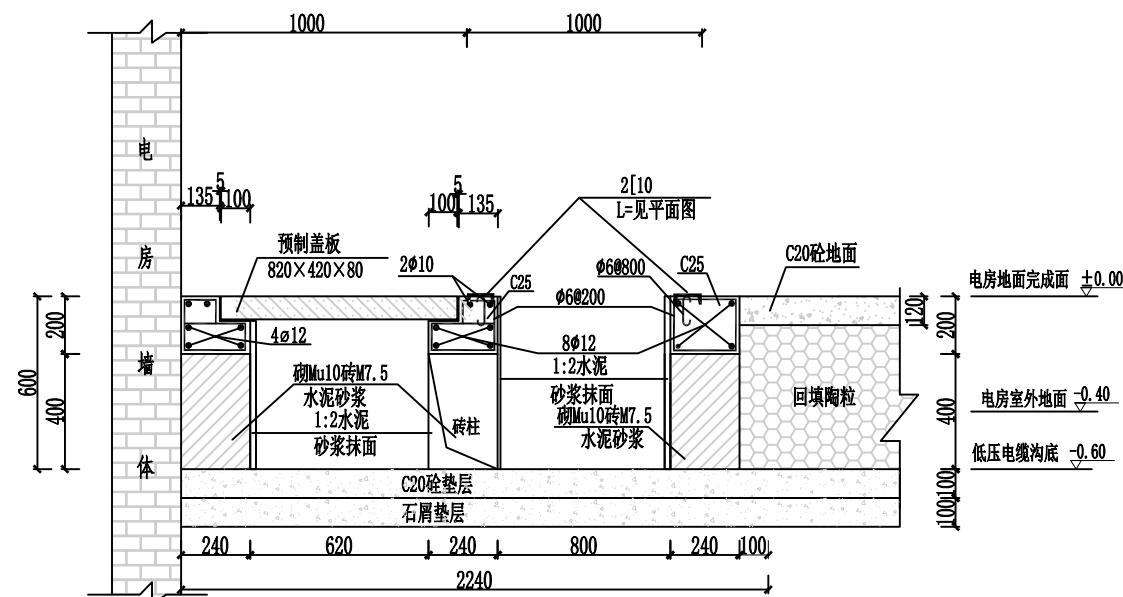 1000
1000
电房墙体
5
135
100
5
100
135
2[10
L=见平面图
预制盖板
820×420×80
2Φ10
C25
Φ6@800
C25
C20砼地面
电房地面完成面 ±0.00
Φ6@200
120
200
200
600
4ø12
8Φ12
1:2水泥
砂浆抹面
砌Mu10砖M7.5
水泥砂浆
1:2水泥
砂浆抹面
砖柱
砌Mu10砖M7.5
水泥砂浆
回填陶粒
400
400
电房室外地面 -0.40
低压电缆沟底 -0.60
C20砼垫层
石屑垫层
100
100
240
620
240
800
240
100
2240